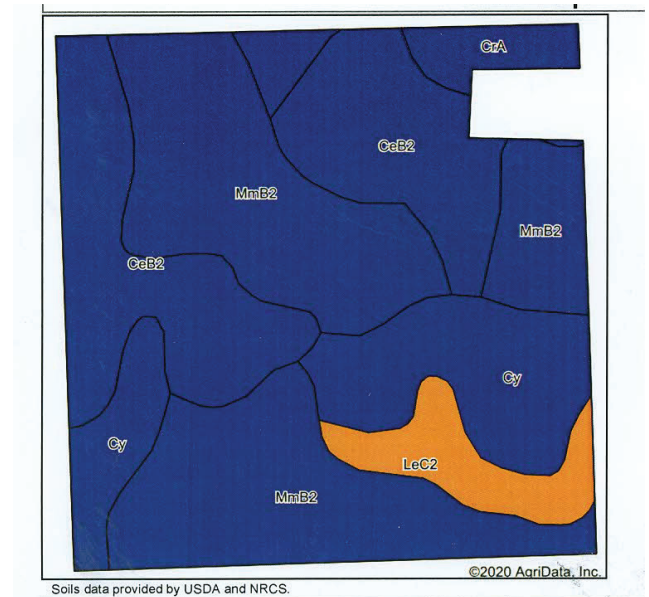 CrA
CeB2
MmB2
MmB2
CeB2
Cy
Cy
LeC2
MmB2
©2020 AgriData, Inc.
Soils data provided by USDA and NRCS.